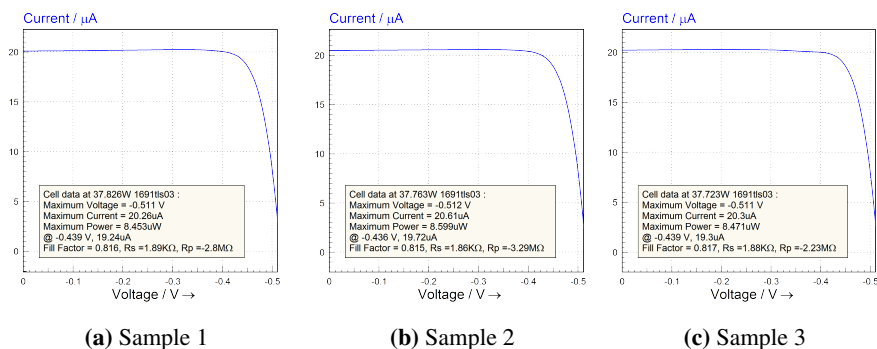 Current / μA
20
15
10
5
0
Cell data at 37.826W 1691tls03 :
Maximum Voltage = -0.511 V
Maximum Current = 20.26uA
Maximum Power = 8.453uW
@ -0.439 V, 19.24uA
Fill Factor = 0.816, Rs =1.89KΩ, Rp =-2.8MΩ
0 -0.1 -0.2 -0.3 -0.4 -0.5
Voltage / V →
(a) Sample 1
Current / μA
20
15
10
5
0
Cell data at 37.763W 1691tls03 :
Maximum Voltage = -0.512 V
Maximum Current = 20.61uA
Maximum Power = 8.599uW
@ -0.436 V, 19.72uA
Fill Factor = 0.815, Rs =1.86KΩ, Rp =-3.29MΩ
0 -0.1 -0.2 -0.3 -0.4 -0.5
Voltage / V →
(b) Sample 2
Current / μA
20
15
10
5
0
Cell data at 37.723W 1691tls03 :
Maximum Voltage = -0.511 V
Maximum Current = 20.3uA
Maximum Power = 8.471uW
@ -0.439 V, 19.3uA
Fill Factor = 0.817, Rs =1.88KΩ, Rp =-2.23MΩ
0 -0.1 -0.2 -0.3 -0.4 -0.5
Voltage / V →
(c) Sample 3